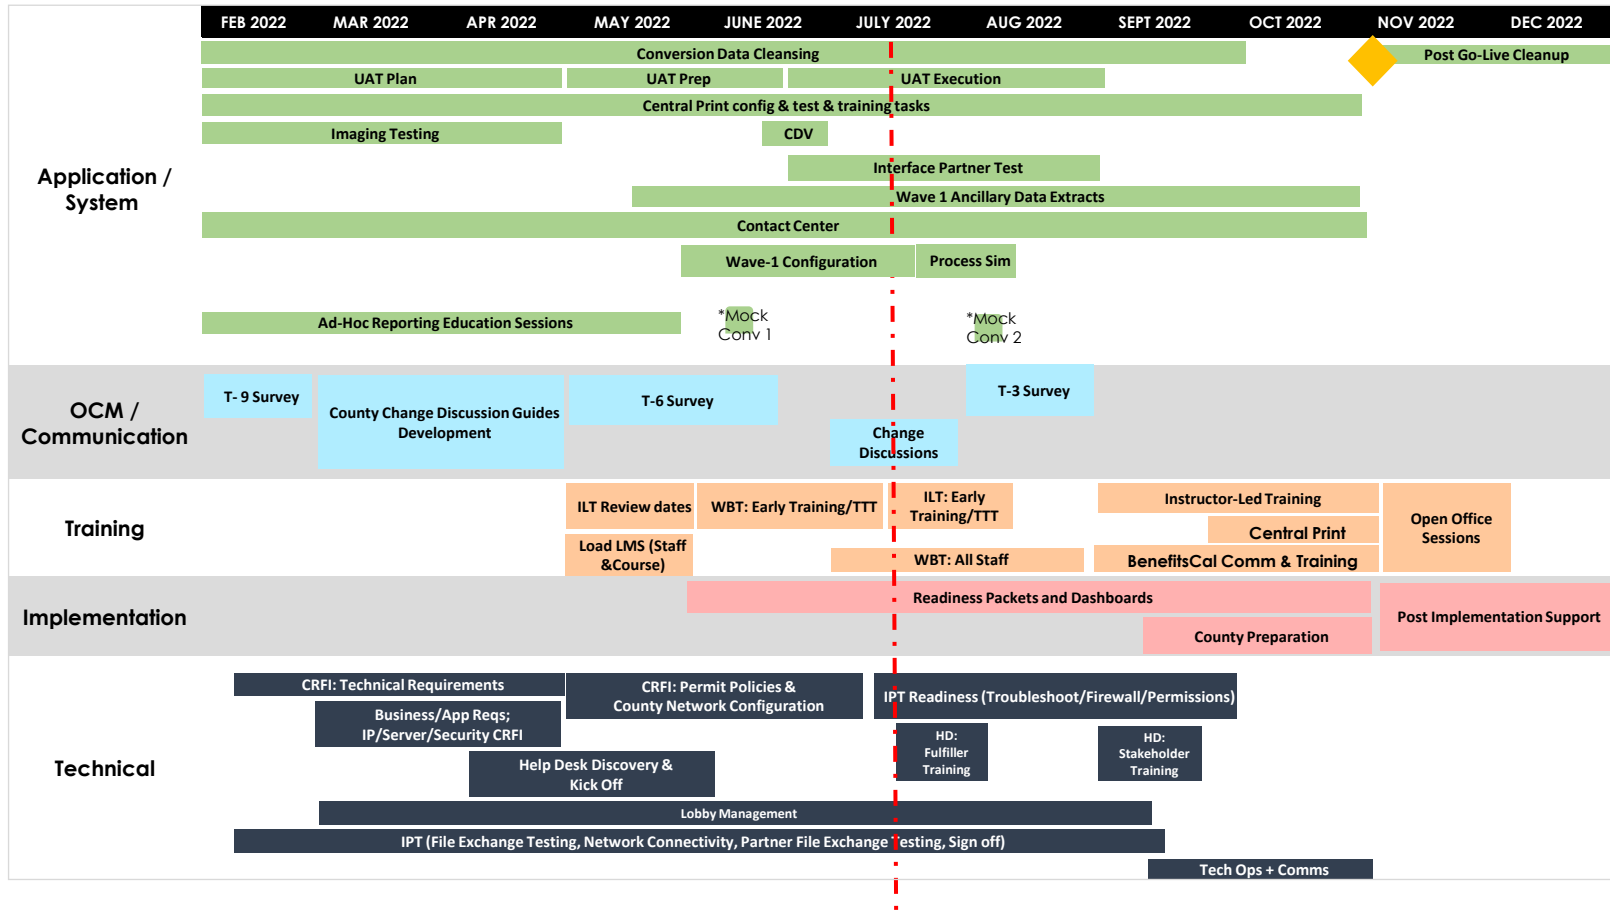 FEB 2022 MAR 2022 APR 2022 MAY 2022 JUNE 2022 JULY 2022 AUG 2022 SEPT 2022 OCT 2022 NOV 2022 DEC 2022
Application /
System
Conversion Data Cleansing
Post Go-Live Cleanup
UAT Plan
UAT Prep
UAT Execution
Central Print config & test & training tasks
Imaging Testing
CDV
Interface Partner Test
Wave 1 Ancillary Data Extracts
Contact Center
Wave-1 Configuration
Process Sim
Ad-Hoc Reporting Education Sessions
*Mock
Conv 1
*Mock
Conv 2
OCM /
Communication
T- 9 Survey
County Change Discussion Guides
Development
T-6 Survey
Change
Discussions
T-3 Survey
Training
ILT Review dates
WBT: Early Training/TTT
ILT: Early
Training/TTT
Instructor-Led Training
Central Print
Open Office
Sessions
Load LMS (Staff
&Course)
WBT: All Staff
BenefitsCal Comm & Training
Implementation
Readiness Packets and Dashboards
County Preparation
Post Implementation Support
Technical
CRFI: Technical Requirements
CRFI: Permit Policies &
County Network Configuration
IPT Readiness (Troubleshoot/Firewall/Permissions)
Business/App Reqs;
IP/Server/Security CRFI
HD:
Fulfiller
Training
HD:
Stakeholder
Training
Help Desk Discovery &
Kick Off
Lobby Management
IPT (File Exchange Testing, Network Connectivity, Partner File Exchange Testing, Sign off)
Tech Ops + Comms